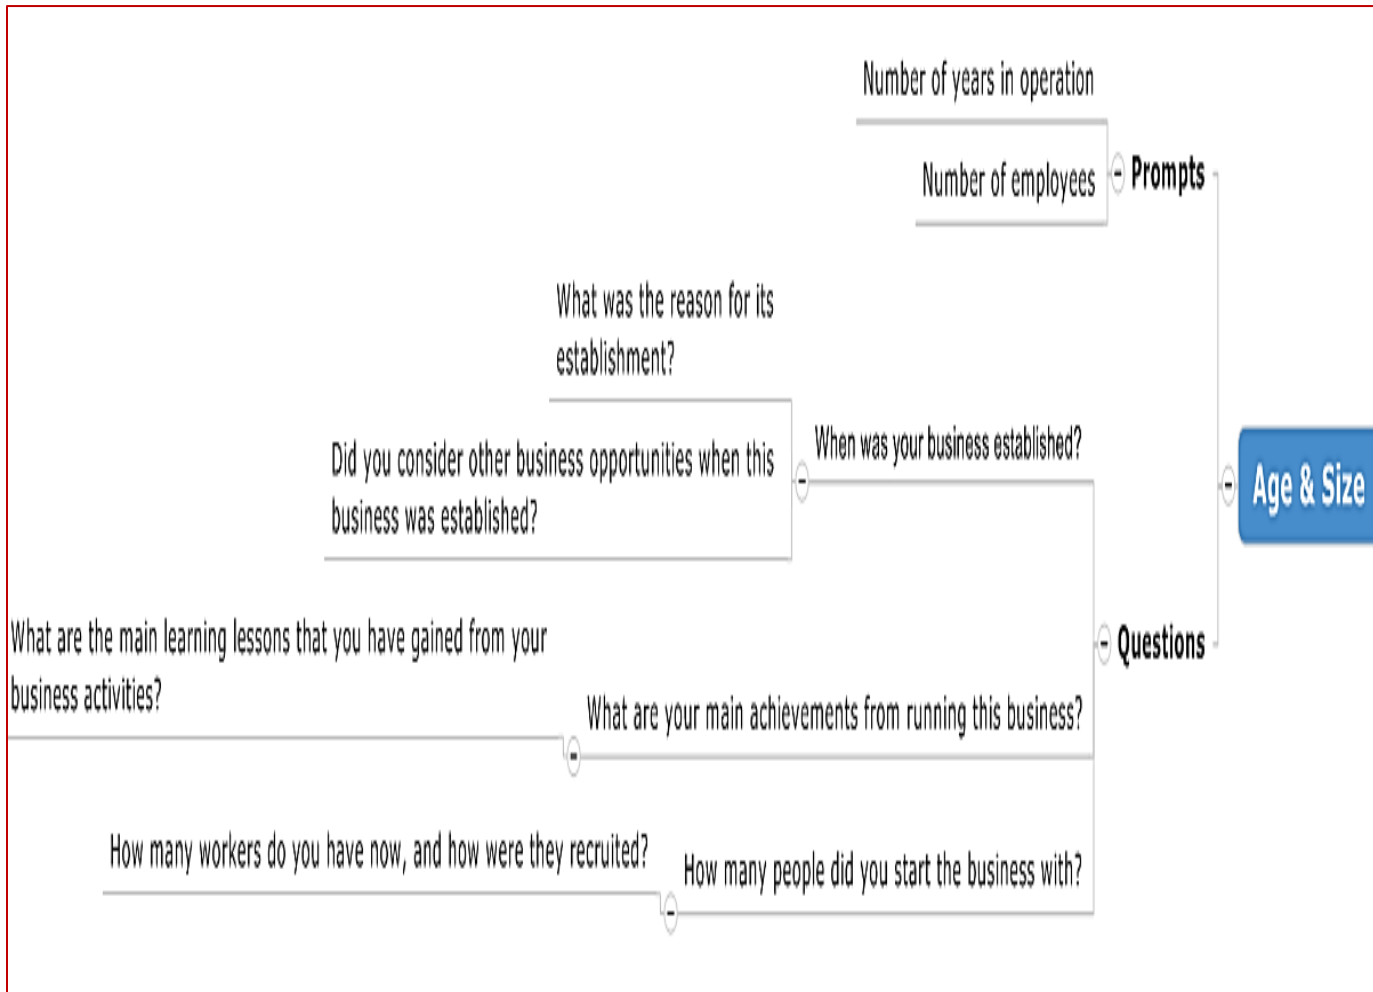 Number of years in operation
Number of employees
Prompts
What was the reason for its
establishment?
Did you consider other business opportunities when this
business was established?
When was your business established?
Age & Size
Questions
What are the main learning lessons that you have gained from your
business activities?
What are your main achievements from running this business?
How many workers do you have now, and how were they recruited?
How many people did you start the business with?